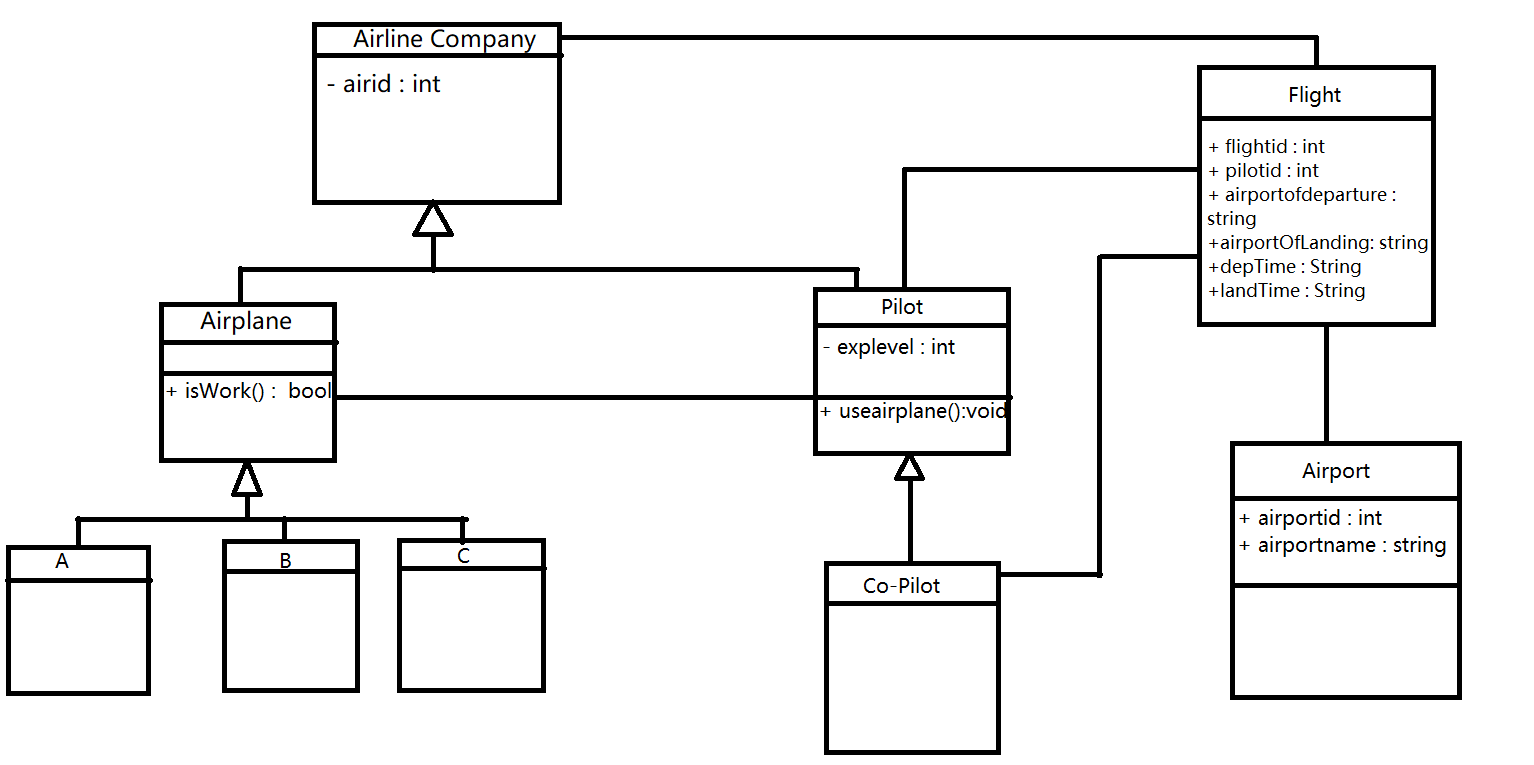 Airline Company
- airid : int
Flight
+ flightid : int
+ pilotid : int
+ airportofdeparture :
string
+airportOfLanding: string
+depTime : String
+landTime : String
Airplane
+ isWork() :  bool
Pilot
- explevel : int
+ useairplane():void
Airport
+ airportid : int
+ airportname : string
A
B
C
Co-Pilot